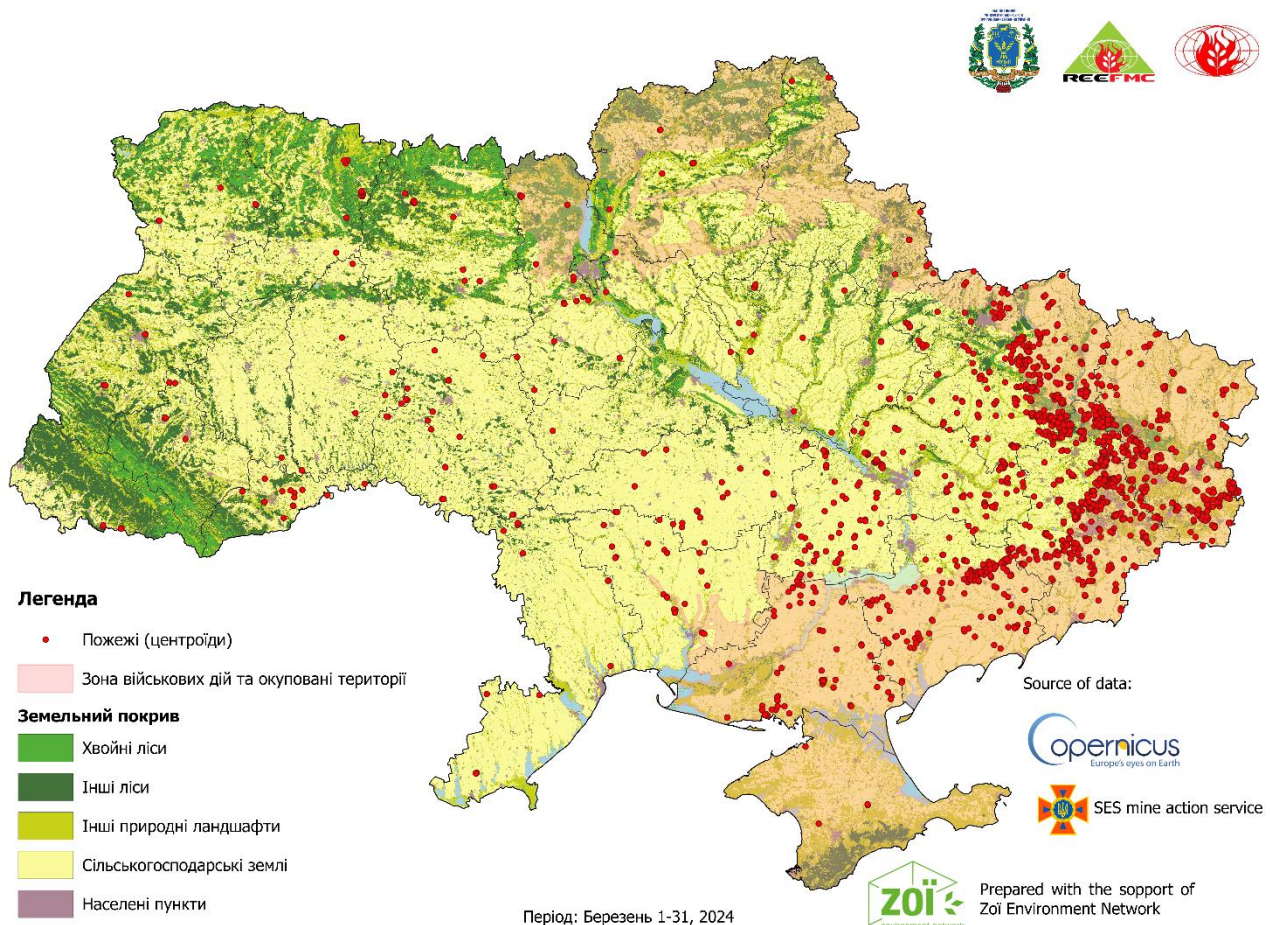 REEFMC
Легенда
Пожежі (центроїди)
Зона військових дій та окуповані території
Земельний покрив
Хвойні ліси
Інші ліси
Інші природні ландшафти
Сільськогосподарські землі
Населені пункти
Період: Березень 1-31, 2024
Source of data:
opernicus
Europe's eyes on Earth
SES mine action service
zoï
environment network
Prepared with the sopport of
Zoï Environment Network